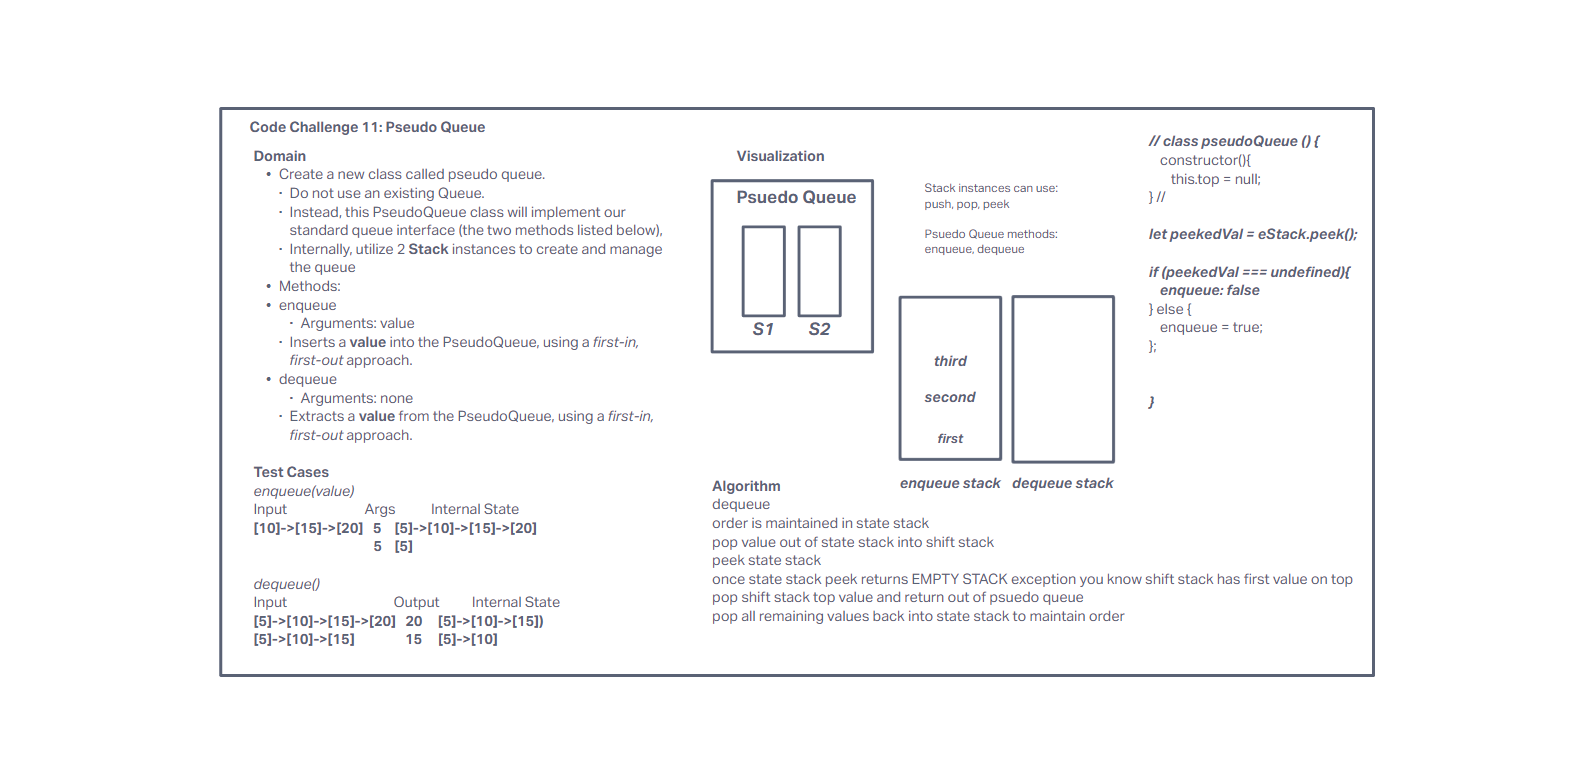 Code Challenge 11: Pseudo Queue
Domain
• Create a new class called pseudo queue.
· Do not use an existing Queue.
· Instead, this PseudoQueue class will implement our
standard queue interface (the two methods listed below),
· Internally, utilize 2 Stack instances to create and manage
the queue
• Methods:
• enqueue
· Arguments: value
· Inserts a value into the PseudoQueue, using a first-in,
first-out approach.
• dequeue
· Arguments: none
· Extracts a value from the PseudoQueue, using a first-in,
first-out approach.
Test Cases
enqueue(value)
Input Args Internal State
[10]->[15]->[20] 5 [5]->[10]->[15]->[20]
5 [5]
dequeue()
Input Output Internal State
[5]->[10]->[15]->[20] 20 [5]->[10]->[15])
[5]->[10]->[15] 15 [5]->[10]
Visualization
Psuedo Queue
S1 S2
Stack instances can use:
push, pop, peek
Psuedo Queue methods:
enqueue, dequeue
third
second
first
enqueue stack dequeue stack
Algorithm
dequeue
order is maintained in state stack
pop value out of state stack into shift stack
peek state stack
once state stack peek returns EMPTY STACK exception you know shift stack has first value on top
pop shift stack top value and return out of psuedo queue
pop all remaining values back into state stack to maintain order
// class pseudoQueue () {
constructor(){
this.top = null;
} //
let peekedVal = eStack.peek();
if (peekedVal === undefined){
enqueue: false
} else {
enqueue = true;
};
}